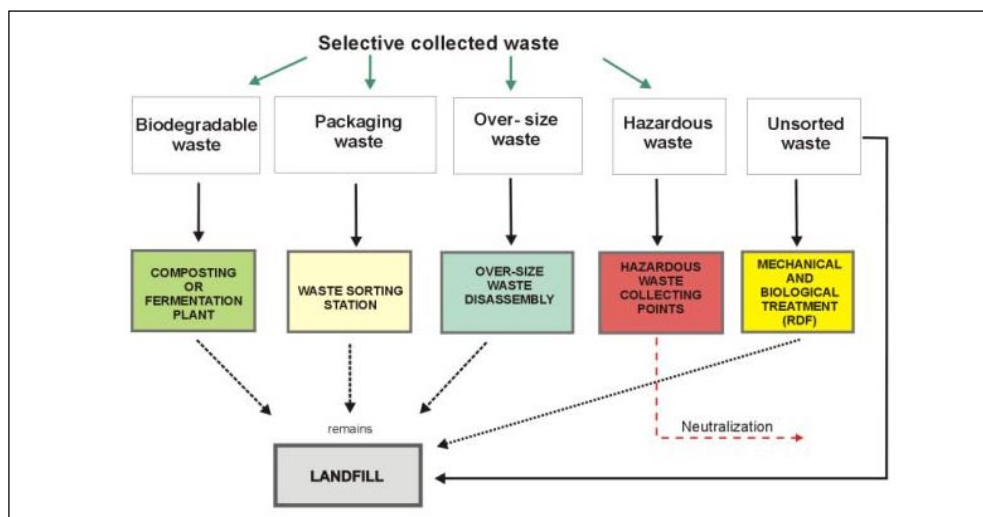 Selective collected waste
Biodegradable
waste
Packaging
waste
Over- size
waste
Hazardous
waste
Unsorted
waste
COMPOSTING
OR
FERMENTATION
PLANT
WASTE SORTING
STATION
OVER-SIZE
WASTE
DISASSEMBLY
HAZARDOUS
WASTE
COLLECTING
POINTS
MECHANICAL
AND
BIOLOGICAL
TREATMENT
(RDF)
remains
Neutralization
LANDFILL